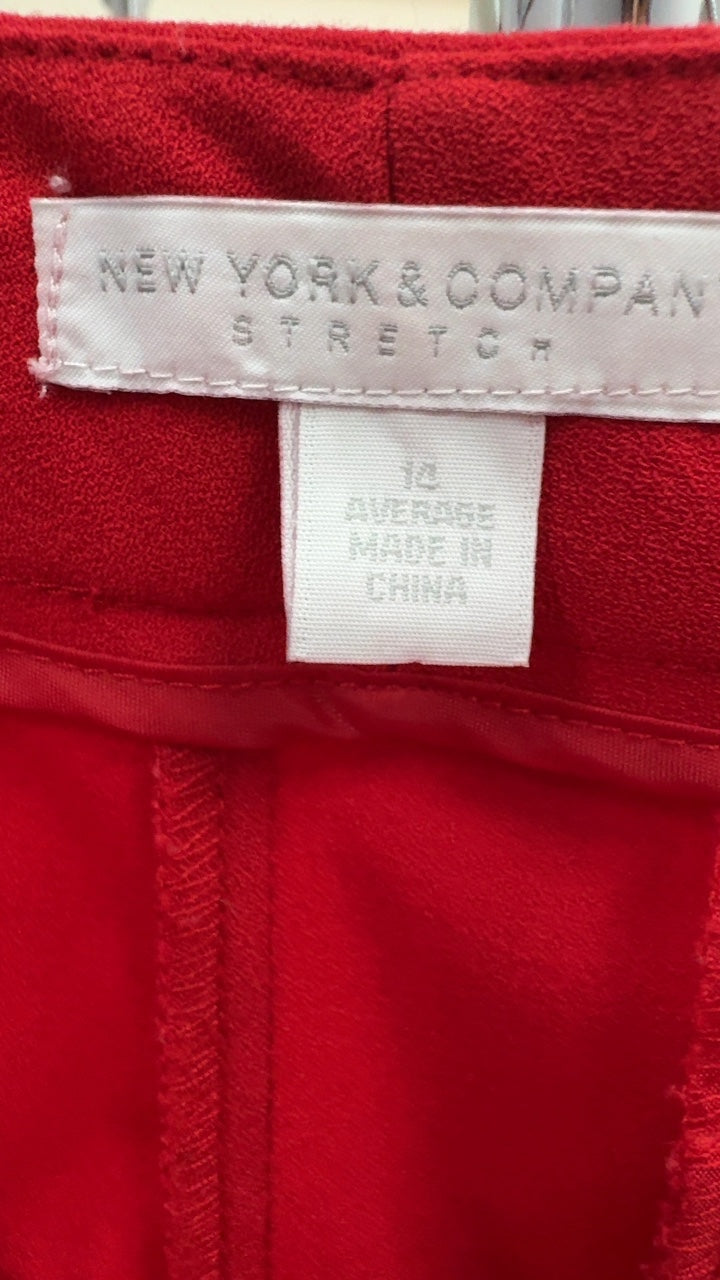 NEW YORK & COMPAN
STRETCH
14
AVERAGE
MADE IN
CHINA